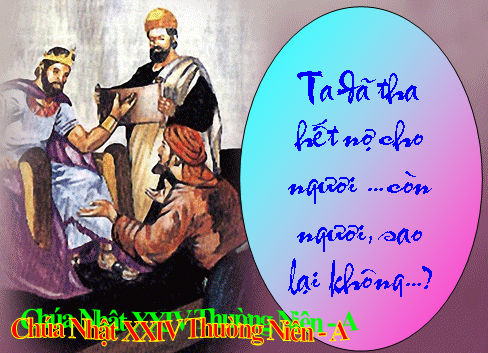 Ta đã tha
hết nợ cho
ngươi ... còn
ngươi, sao
lại không...?
Chúa Nhật XXIV Thường Niên - A